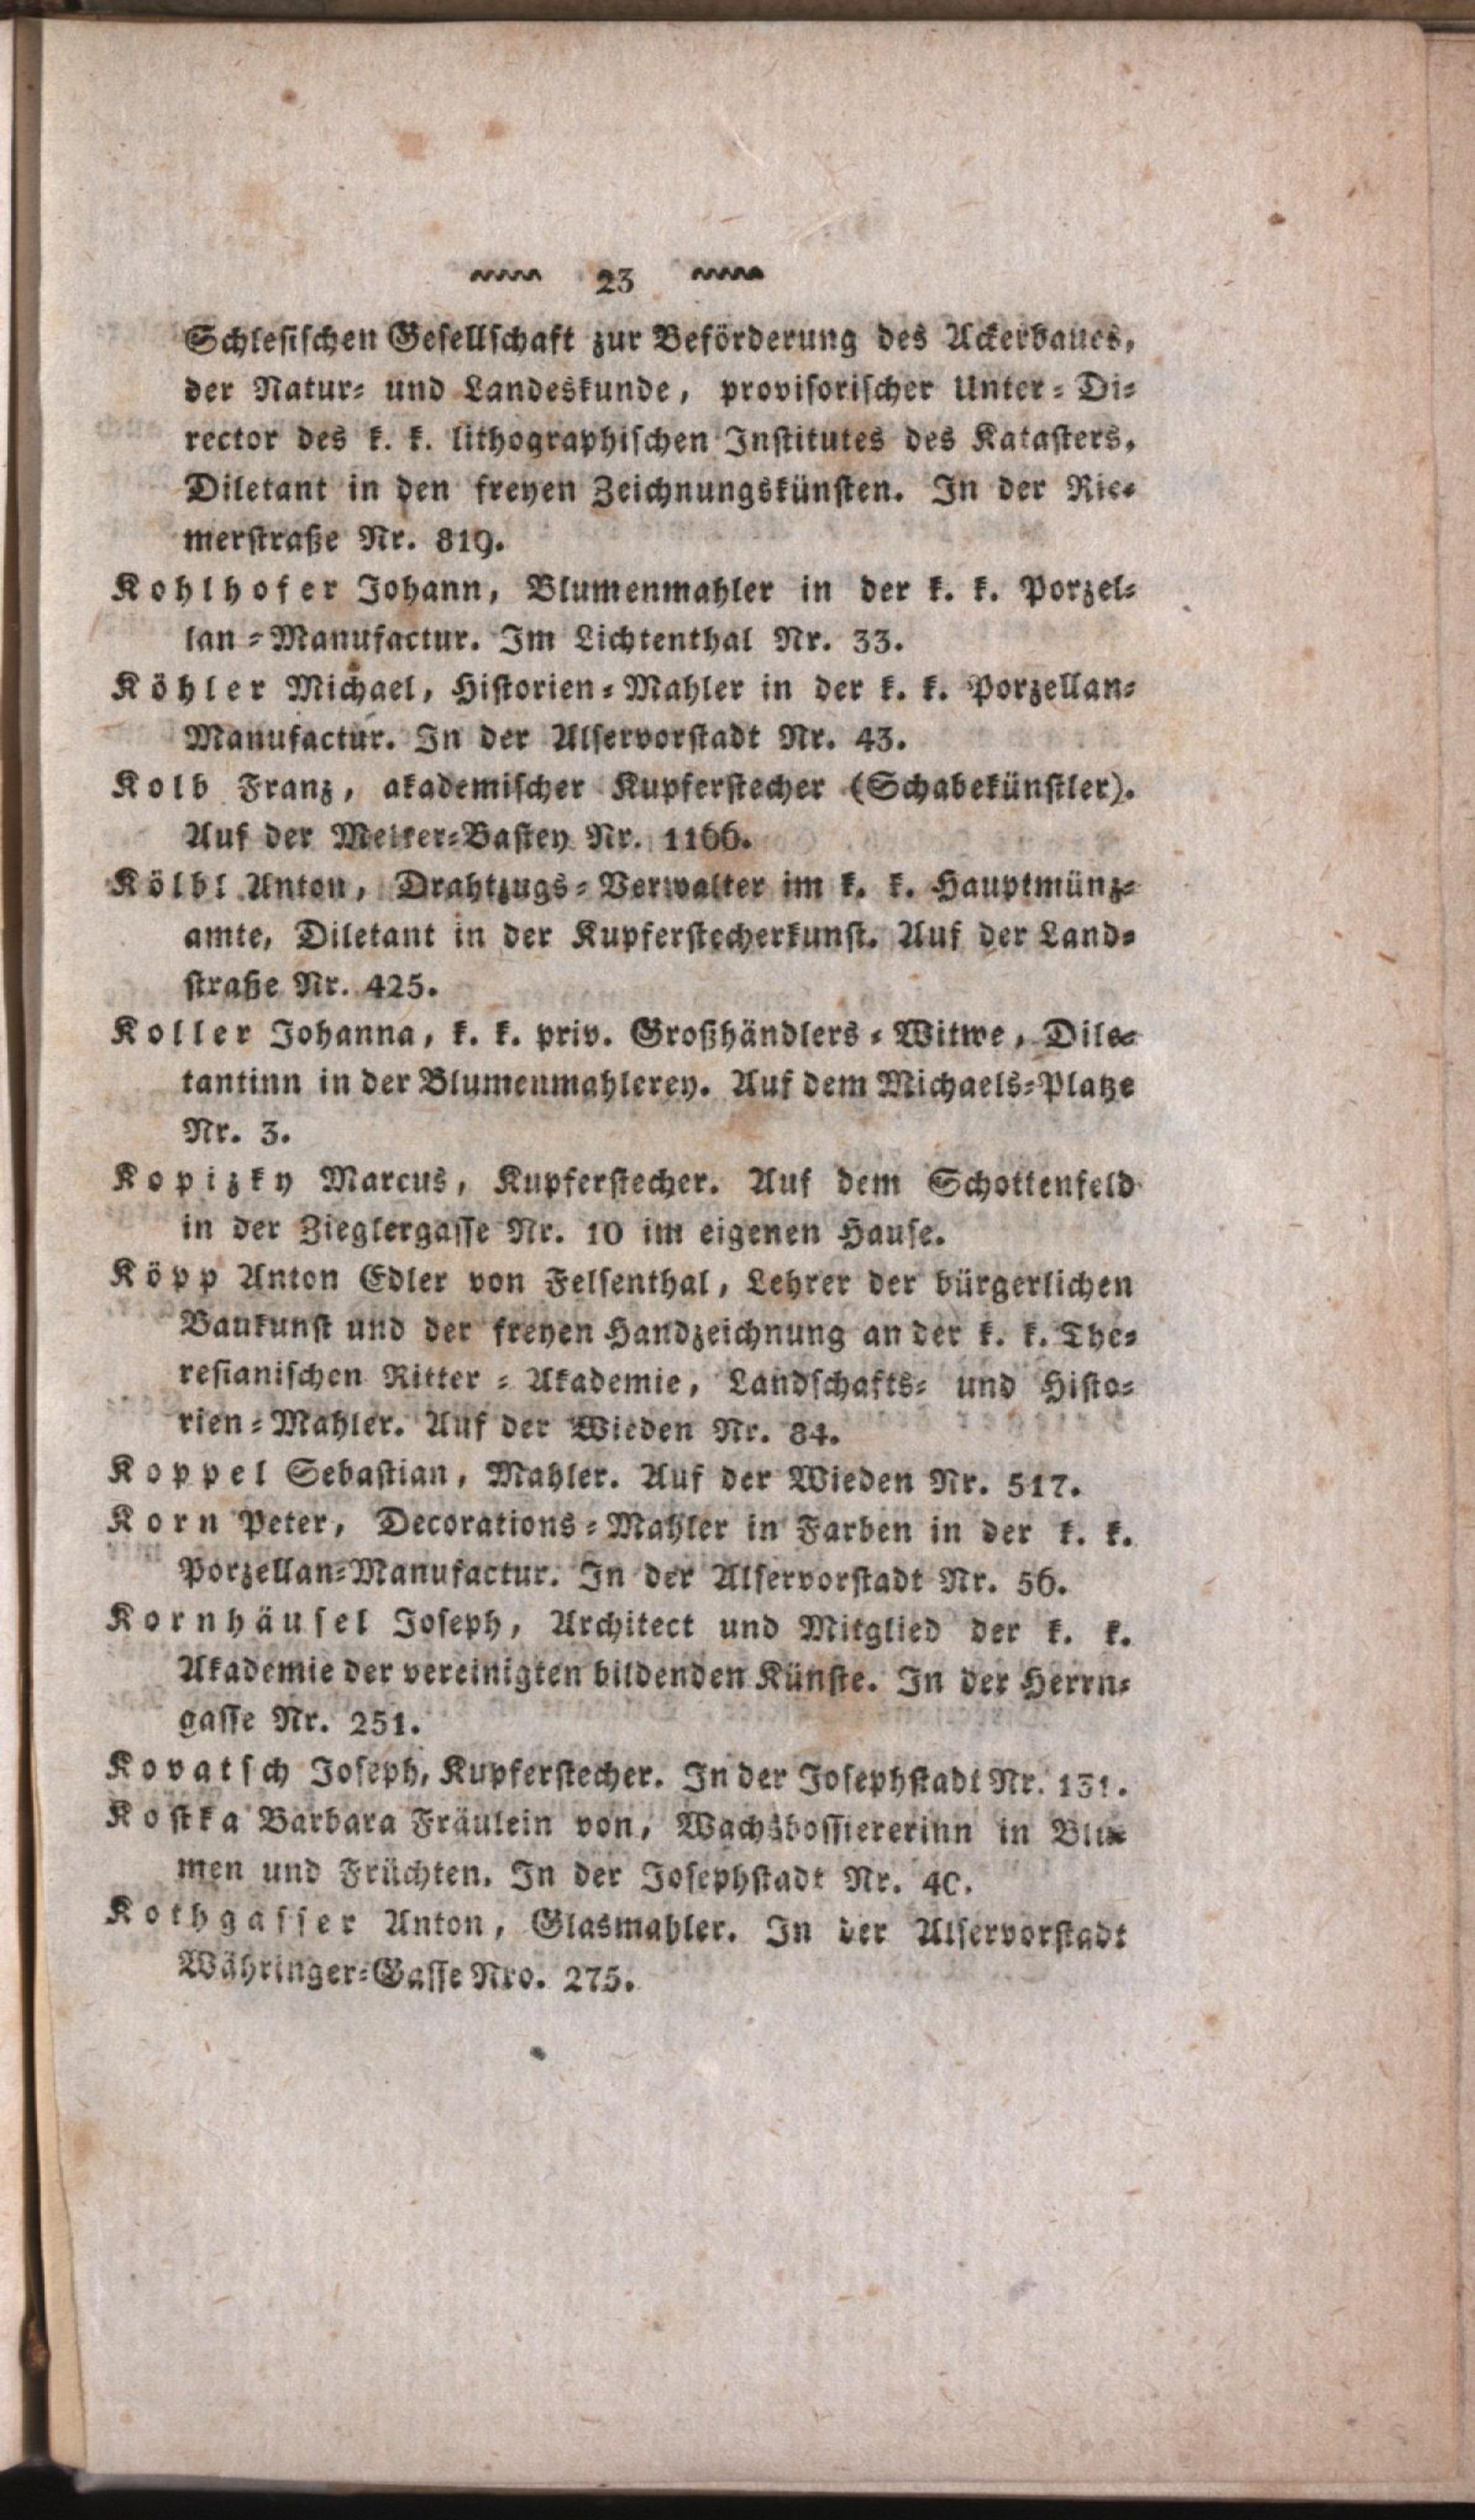 23
Schlesischen Gesellschaft zur Beförderung des Ackerbaues,
der Natur- und Landeskunde, provisorischer Unter-Di-
rector des k. k. lithographischen Institutes des Katasters,
Diletant in den freyen Zeichnungskünsten. In der Rie-
merstraße Nr. 819.
Kohlhofer Johann, Blumenmahler in der k. k. Porzel-
lan-Manufactur. Im Lichtenthal Nr. 33.
Köhler Michael, Historien-Mahler in der k. k. Porzellan-
Manufactur. In der Alservorstadt Nr. 43.
Kolb Franz, akademischer Kupferstecher (Schabekünstler).
Auf der Melker-Bastey Nr. 1166.
Kölbl Anton, Drahtzugs-Verwalter im k. k. Hauptmünz-
amte, Diletant in der Kupferstecherkunst. Auf der Land-
straße Nr. 425.
Koller Johanna, k. k. priv. Großhändlers-Witwe, Dile-
tantinn in der Blumenmahlerey. Auf dem Michaels-Platze
Nr. 3.
Kopizky Marcus, Kupferstecher. Auf dem Schottenfeld
in der Zieglergasse Nr. 10 im eigenen Hause.
Köpp Anton Edler von Felsenthal, Lehrer der bürgerlichen
Baukunst und der freyen Handzeichnung an der k. k. The-
resianischen Ritter-Akademie, Landschafts- und Histo-
rien-Mahler. Auf der Wieden Nr. 84.
Koppel Sebastian, Mahler. Auf der Wieden Nr. 517.
Korn Peter, Decorations-Mahler in Farben in der k. k.
Porzellan-Manufactur. In der Alservorstadt Nr. 56.
Kornhäusel Joseph, Architect und Mitglied der k. k.
Akademie der vereinigten bildenden Künste. In der Herrn-
gasse Nr. 251.
Kovatsch Joseph, Kupferstecher. In der Josephstadt Nr. 131.
Kostka Barbara Fräulein von, Wachsbossiererinn in Blu-
men und Früchten. In der Josephstadt Nr. 40.
Kothgasser Anton, Glasmahler. In der Alservorstadt
Währinger-Gasse Nro. 275.